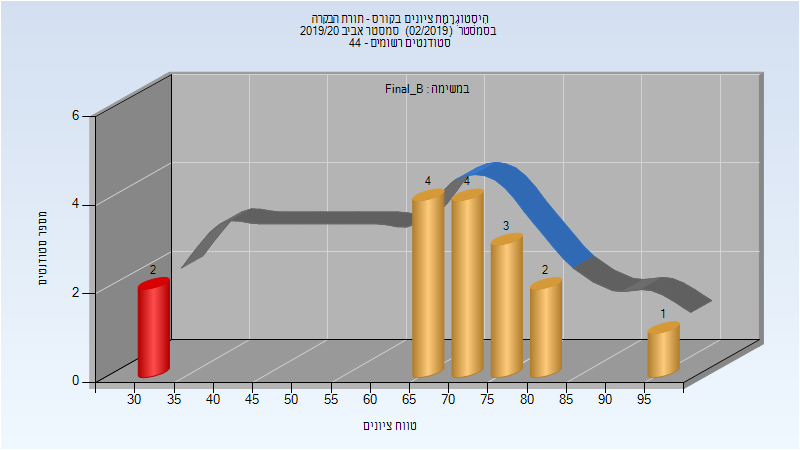 היסטוגרמת ציונים בקורס - תורת הבקרה
בסמסטר (02/2019) סמסטר אביב 2019/20
סטודנטים רשומים - 44
במשימה : Final_B
מספר סטודנטים
6
4
2
0
2
4
4
3
2
1
30 35 40 45 50 55 60 65 70 75 80 85 90 95
טווח ציונים